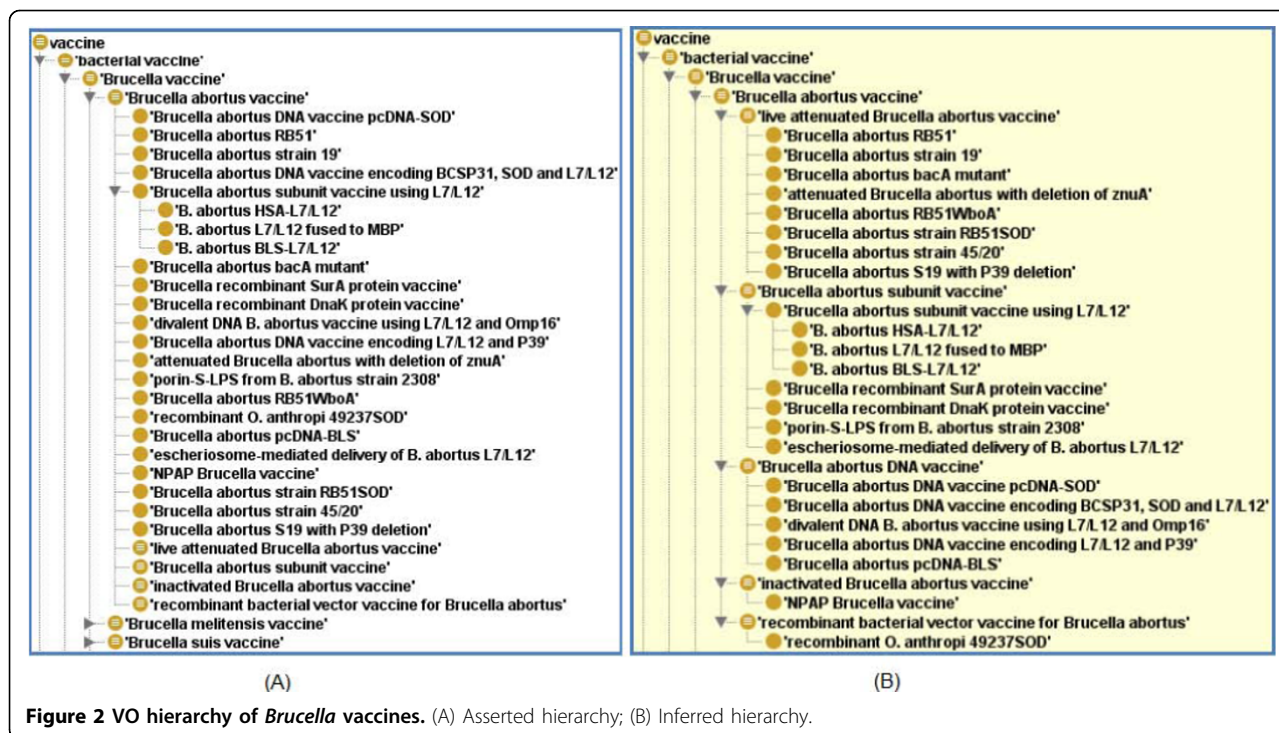 vaccine
'bacterial vaccine'
'Brucella vaccine'
'Brucella abortus vaccine'
'Brucella abortus DNA vaccine pcDNA-SOD'
'Brucella abortus RB51'
'Brucella abortus strain 19'
'Brucella abortus DNA vaccine encoding BCSP31, SOD and L7/L12'
'Brucella abortus subunit vaccine using L7/L12'
'B. abortus HSA-L7/L12'
'B. abortus L7/L12 fused to MBP'
'B. abortus BLS-L7/L12'
'Brucella abortus bacA mutant'
'Brucella recombinant SurA protein vaccine'
'Brucella recombinant DnaK protein vaccine'
'divalent DNA B. abortus vaccine using L7/L12 and Omp16'
'Brucella abortus DNA vaccine encoding L7/L12 and P39'
'attenuated Brucella abortus with deletion of znuA'
'porin-S-LPS from B. abortus strain 2308'
'Brucella abortus RB51WboA'
'recombinant O. anthropi 49237SOD'
'Brucella abortus pcDNA-BLS'
'escheriosome-mediated delivery of B. abortus L7/L12'
'NPAP Brucella vaccine'
'Brucella abortus strain RB51SOD'
'Brucella abortus strain 45/20'
'Brucella abortus S19 with P39 deletion'
'live attenuated Brucella abortus vaccine'
'Brucella abortus subunit vaccine'
'inactivated Brucella abortus vaccine'
'recombinant bacterial vector vaccine for Brucella abortus'
'Brucella melitensis vaccine'
'Brucella suis vaccine'
(A)
vaccine
'bacterial vaccine'
'Brucella vaccine'
'Brucella abortus vaccine'
'live attenuated Brucella abortus vaccine'
'Brucella abortus RB51'
'Brucella abortus strain 19'
'Brucella abortus bacA mutant'
'attenuated Brucella abortus with deletion of znuA'
'Brucella abortus RB51WboA'
'Brucella abortus strain RB51SOD'
'Brucella abortus strain 45/20'
'Brucella abortus S19 with P39 deletion'
'Brucella abortus subunit vaccine'
'Brucella abortus subunit vaccine using L7/L12'
'B. abortus HSA-L7/L12'
'B. abortus L7/L12 fused to MBP'
'B. abortus BLS-L7/L12'
'Brucella recombinant SurA protein vaccine'
'Brucella recombinant DnaK protein vaccine'
'porin-S-LPS from B. abortus strain 2308'
'escheriosome-mediated delivery of B. abortus L7/L12'
'Brucella abortus DNA vaccine'
'Brucella abortus DNA vaccine pcDNA-SOD'
'Brucella abortus DNA vaccine encoding BCSP31, SOD and L7/L12'
'divalent DNA B. abortus vaccine using L7/L12 and Omp16'
'Brucella abortus DNA vaccine encoding L7/L12 and P39'
'Brucella abortus pcDNA-BLS'
'inactivated Brucella abortus vaccine'
'NPAP Brucella vaccine'
'recombinant bacterial vector vaccine for Brucella abortus'
'recombinant O. anthropi 49237SOD'
(B)
Figure 2 VO hierarchy of Brucella vaccines. (A) Asserted hierarchy; (B) Inferred hierarchy.